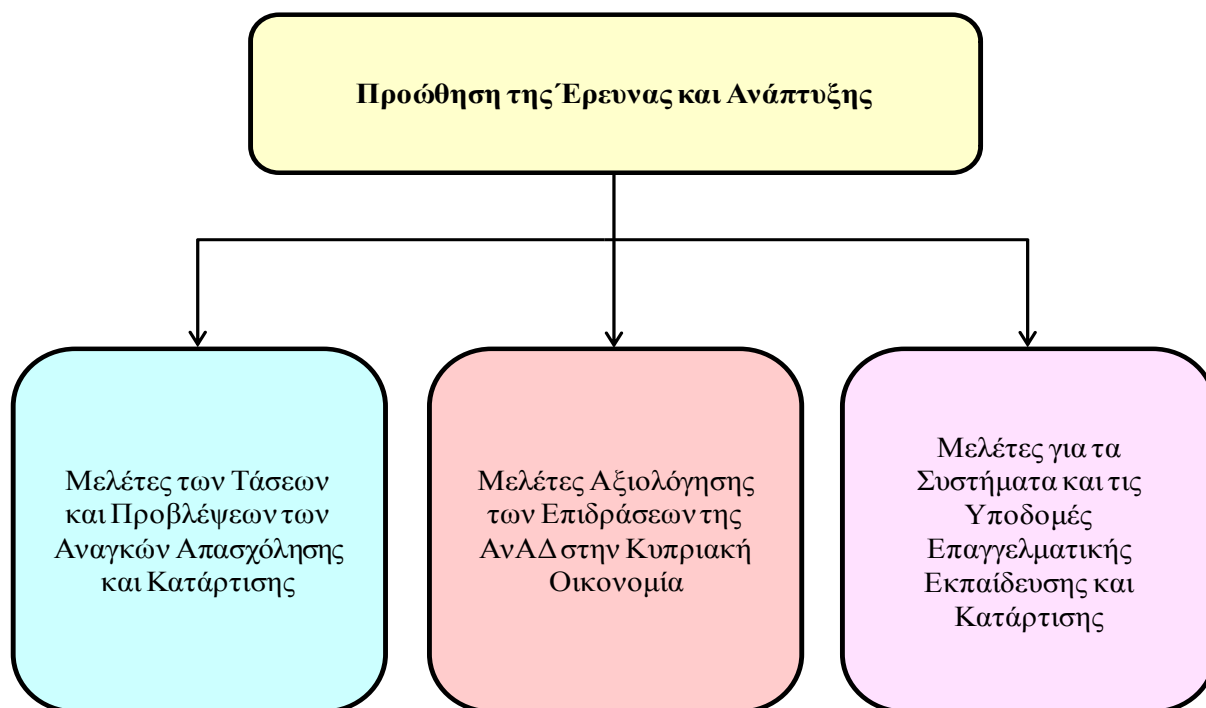 Προώθηση της Έρευνας και Ανάπτυξης
Μελέτες των Τάσεων
και Προβλέψεων των
Αναγκών Απασχόλησης
και Κατάρτισης
Μελέτες Αξιολόγησης
των Επιδράσεων της
ΑνΑΔ στην Κυπριακή
Οικονομία
Μελέτες για τα
Συστήματα και τις
Υποδομές
Επαγγελματικής
Εκπαίδευσης και
Κατάρτισης